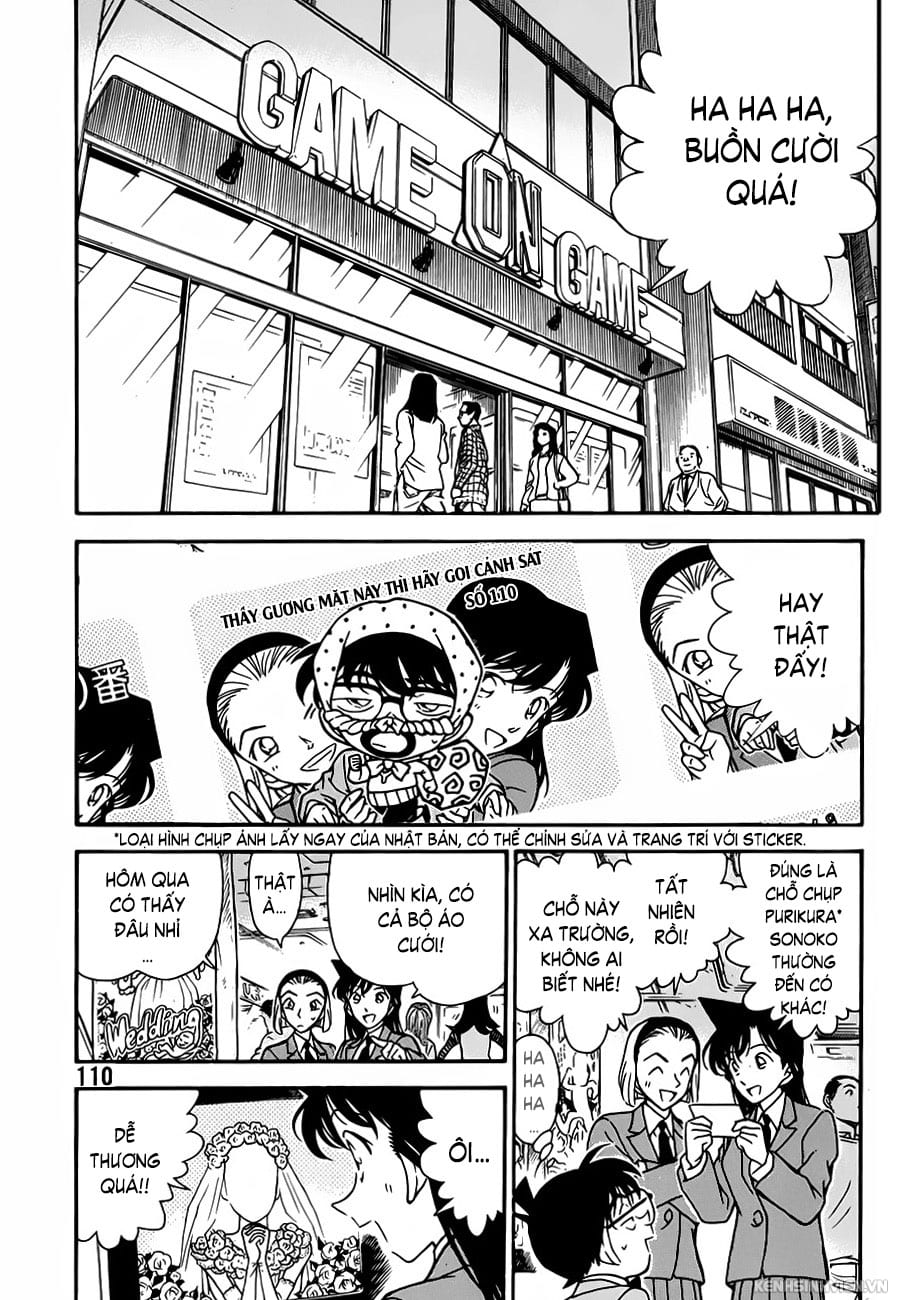 GAME ON GAME
HA HA HA,
BUỒN CƯỜI
QUÁ!
THẤY GƯƠNG MẶT NÀY THÌ HÃY GỌI CẢNH SÁT
SỐ 110
番
HAY
THẬT
ĐẤY!
*LOẠI HÌNH CHỤP ẢNH LẤY NGAY CỦA NHẬT BẢN, CÓ THỂ CHỈNH SỬA VÀ TRANG TRÍ VỚI STICKER.
ĐÚNG LÀ
CHỖ CHỤP
PURIKURA*
SONOKO
THƯỜNG
ĐẾN CÓ
KHÁC!
TẤT
NHIÊN
RỒI!
CHỖ NÀY
XA TRƯỜNG,
KHÔNG AI
BIẾT NHÉ!
HA
HA
HA
...
NHÌN KÌA, CÓ
CẢ BỘ ÁO
CƯỚI!
THẬT
À...
HÔM QUA
CÓ THẤY
ĐÂU NHỈ
...
Wedding
110
ÔI...
DỄ
THƯƠNG
QUÁ!!